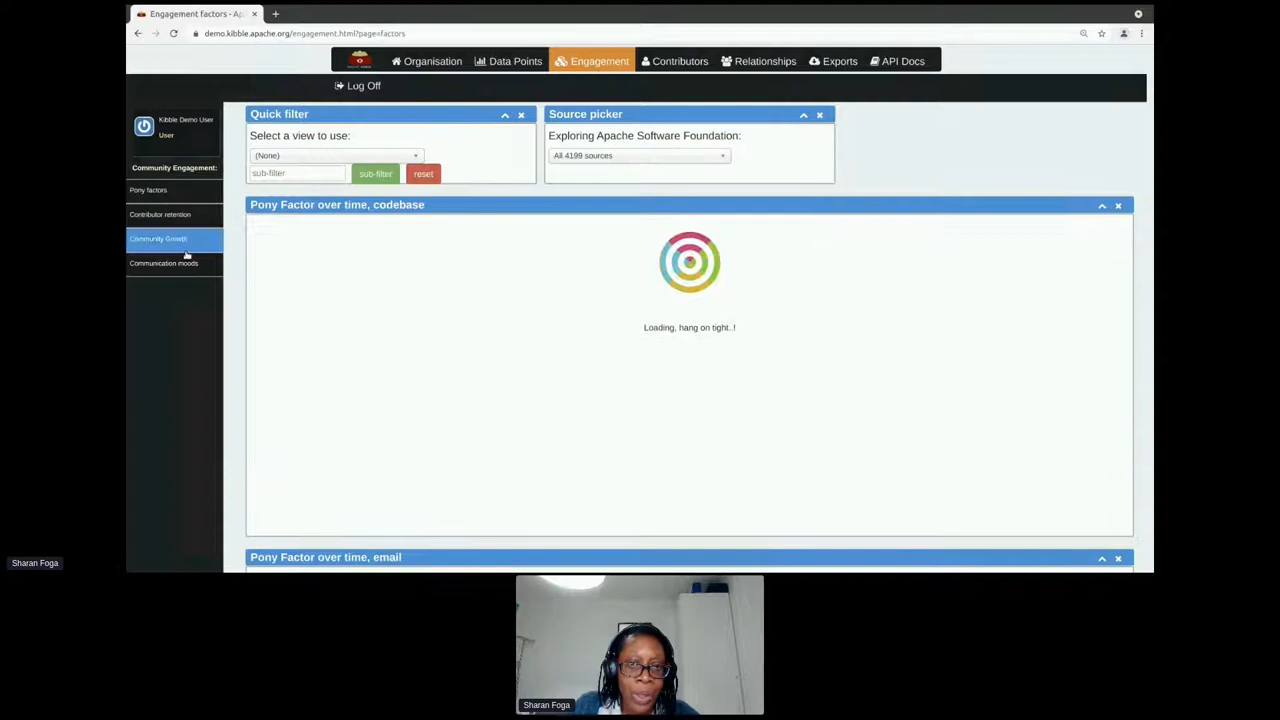 Engagement factors - Ap
demo.kibble.apache.org/engagement.html?page=factors
Organisation
Data Points
Engagement
Contributors
Relationships
Exports
API Docs
Log Off
Kibble Demo User
User
Community Engagement:
Pony factors
Contributor retention
Community Growth
Communication moods
Quick filter
Select a view to use:
(None)
sub-filter
sub-filter
reset
Source picker
Exploring Apache Software Foundation:
All 4199 sources
Pony Factor over time, codebase
Loading, hang on tight..!
Pony Factor over time, email
Sharan Foga
Sharan Foga